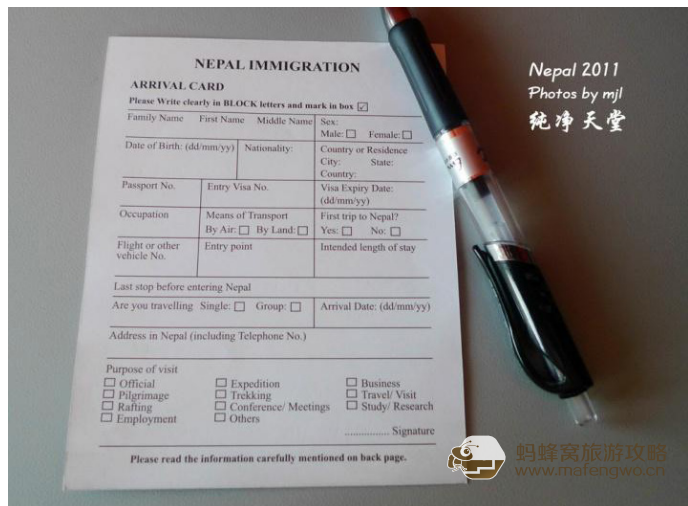 NEPAL IMMIGRATION
ARRIVAL CARD
Please Write clearly in BLOCK letters and mark in box ☑
Family Name First Name Middle Name
Sex:
Male: ☐ Female: ☐
Date of Birth: (dd/mm/yy)
Nationality:
Country or Residence
City: State:
Country:
Passport No.
Entry Visa No.
Visa Expiry Date:
(dd/mm/yy)
Occupation
Means of Transport
By Air: ☐ By Land: ☐
First trip to Nepal?
Yes: ☐ No: ☐
Flight or other
vehicle No.
Entry point
Intended length of stay
Last stop before entering Nepal
Are you travelling Single: ☐ Group: ☐
Arrival Date: (dd/mm/yy)
Address in Nepal (including Telephone No.)
Purpose of visit
☐ Official ☐ Expedition ☐ Business
☐ Pilgrimage ☐ Trekking ☐ Travel/ Visit
☐ Rafting ☐ Conference/ Meetings ☐ Study/ Research
☐ Employment ☐ Others
............... Signature
Please read the information carefully mentioned on back page.
Nepal 2011
Photos by mjl
纯净天堂
蚂蜂窝旅游攻略
www.mafengwo.cn